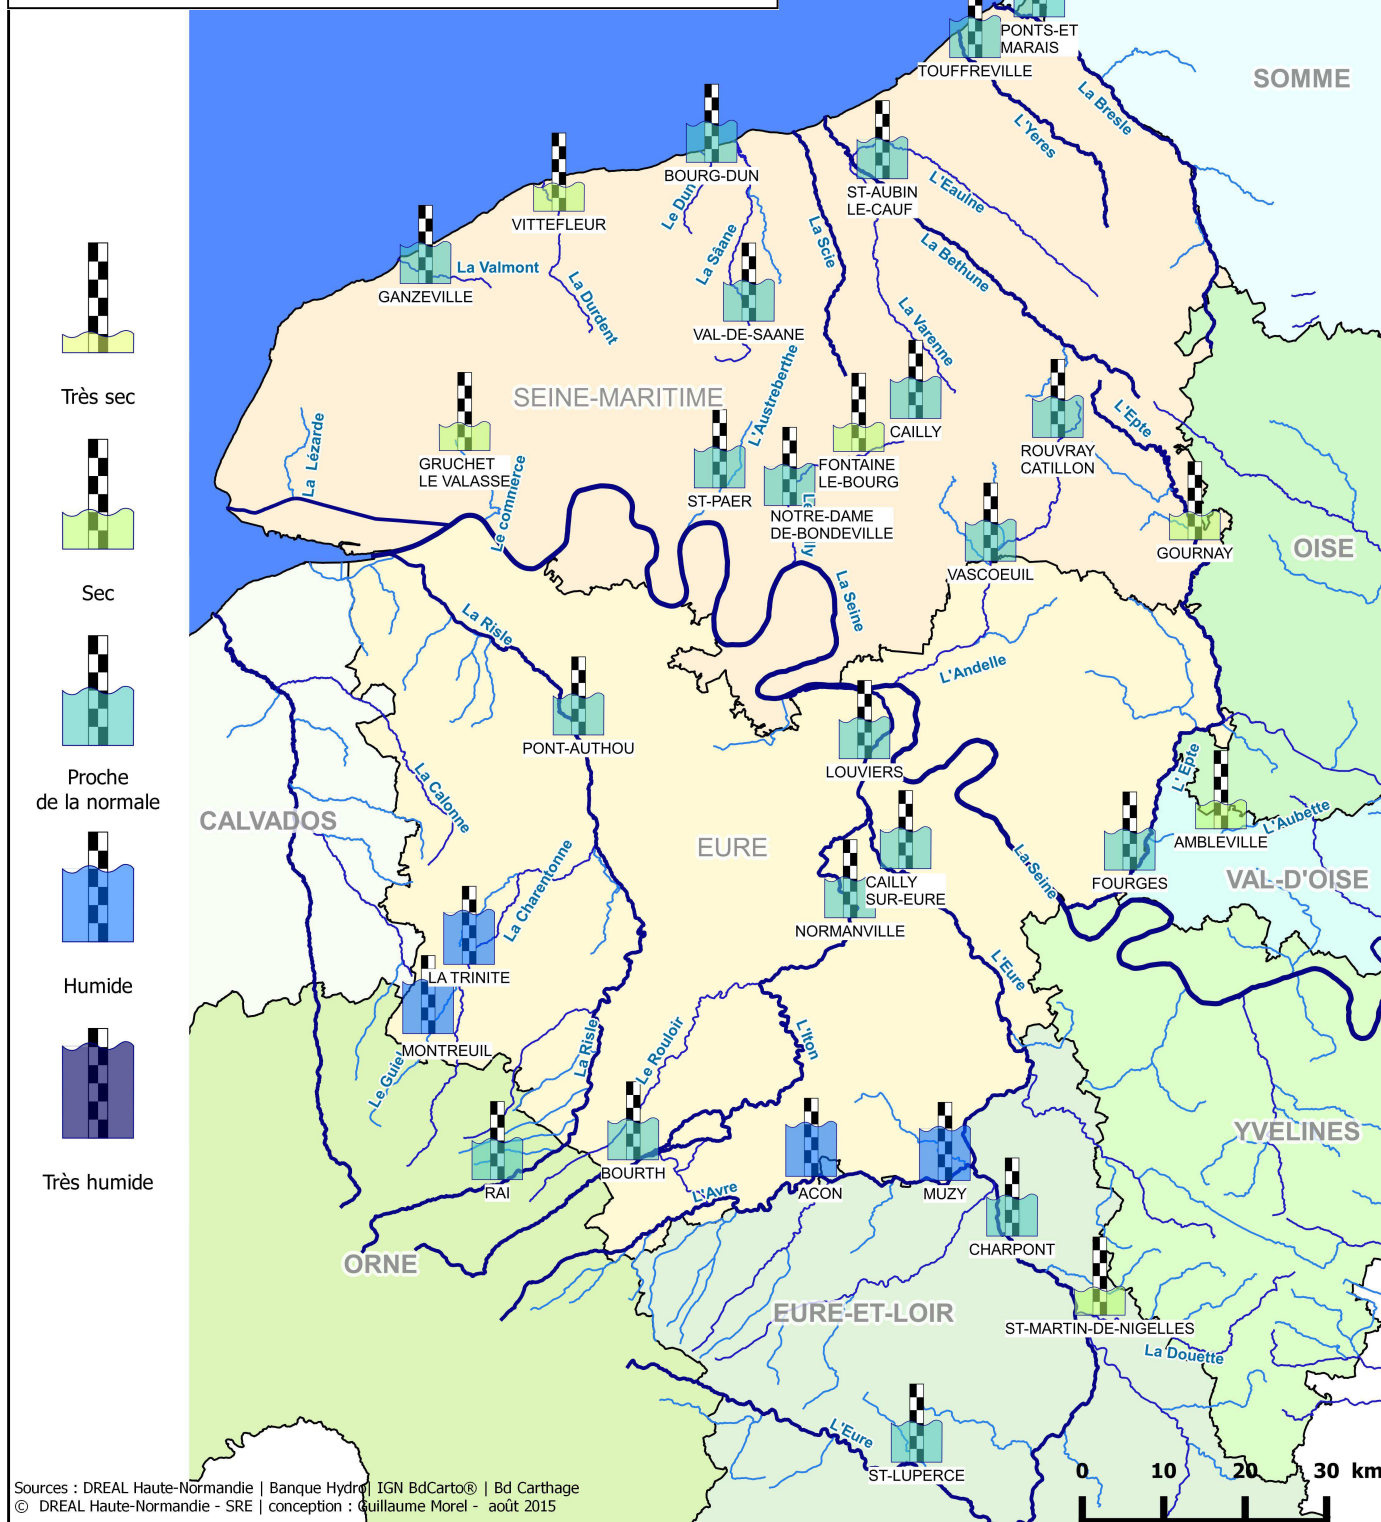 PONTS-ET
MARAIS
TOUFFREVILLE
SOMME
La Bresle
L'Yeres
BOURG-DUN
VITTEFLEUR
ST-AUBIN
LE-CAUF
L'Eaulne
Le Dun
La Sâane
La Scie
La Bethune
GANZEVILLE
La Valmont
La Durdent
VAL-DE-SAANE
La Varenne
Très sec
SEINE-MARITIME
L'Austreberthe
CAILLY
L'Epte
ROUVRAY
CATILLON
La Lézarde
GRUCHET
LE VALASSE
Le commerce
ST-PAER
FONTAINE
LE-BOURG
NOTRE-DAME
DE-BONDEVILLE
GOURNAY
OISE
Sec
VASCOEUIL
La Seine
La Risle
L'Andelle
PONT-AUTHOU
LOUVIERS
Proche
de la normale
L'Epte
La Calonne
CALVADOS
EURE
AMBLEVILLE
L'Aubette
La Seine
FOURGES
VAL-D'OISE
CAILLY
SUR-EURE
La Charentonne
NORMANVILLE
LA TRINITE
L'Eure
Humide
MONTREUIL
Le Guiel
La Risle
Le Rouloir
L'Iton
YVELINES
Très humide
RAI
BOURTH
L'Avre
ACON
MUZY
CHARPONT
ORNE
EURE-ET-LOIR
ST-MARTIN-DE-NIGELLES
La Douette
L'Eure
ST-LUPERCE
0 10 20 30 km
Sources : DREAL Haute-Normandie | Banque Hydro| IGN BdCarto® | Bd Carthage
© DREAL Haute-Normandie - SRE | conception : Guillaume Morel - août 2015